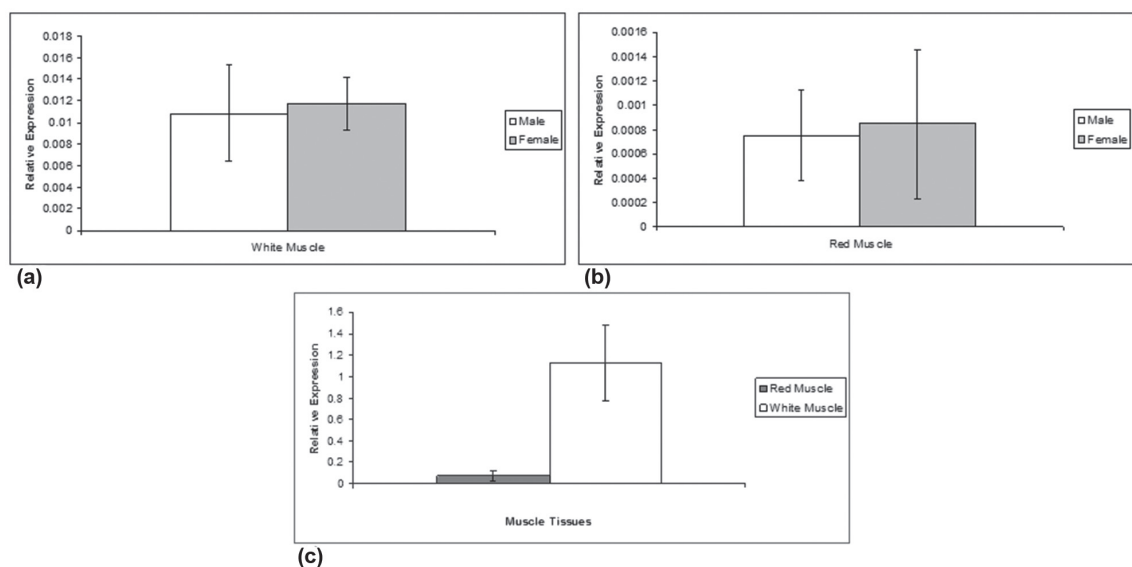 0.018
0.016
0.014
0.012
0.01
0.008
0.006
0.004
0.002
0
Relative Expression
White Muscle
Male
Female
(a)
0.0016
0.0014
0.0012
0.001
0.0008
0.0006
0.0004
0.0002
0
Relative Expression
Red Muscle
Male
Female
(b)
1.6
1.4
1.2
1
0.8
0.6
0.4
0.2
0
Relative Expression
Muscle Tissues
Red Muscle
White Muscle
(c)